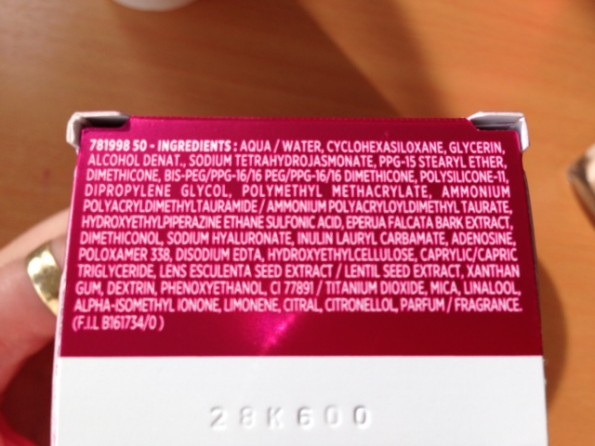 781998 50 - INGREDIENTS : AQUA / WATER, CYCLOHEXASILOXANE, GLYCERIN,
ALCOHOL DENAT., SODIUM TETRAHYDROJASMONATE, PPG-15 STEARYL ETHER,
DIMETHICONE, BIS-PEG/PPG-16/16 PEG/PPG-16/16 DIMETHICONE, POLYSILICONE-11,
DIPROPYLENE GLYCOL, POLYMETHYL METHACRYLATE, AMMONIUM
POLYACRYLDIMETHYLTAURAMIDE / AMMONIUM POLYACRYLOYLDIMETHYL TAURATE,
HYDROXYETHYLPIPERAZINE ETHANE SULFONIC ACID, EPERUA FALCATA BARK EXTRACT,
DIMETHICONOL, SODIUM HYALURONATE, INULIN LAURYL CARBAMATE, ADENOSINE,
POLOXAMER 338, DISODIUM EDTA, HYDROXYETHYLCELLULOSE, CAPRYLIC/CAPRIC
TRIGLYCERIDE, LENS ESCULENTA SEED EXTRACT / LENTIL SEED EXTRACT, XANTHAN
GUM, DEXTRIN, PHENOXYETHANOL, CI 77891 / TITANIUM DIOXIDE, MICA, LINALOOL,
ALPHA-ISOMETHYL IONONE, LIMONENE, CITRAL, CITRONELLOL, PARFUM / FRAGRANCE.
(F.I.L B161734/0 )
28K600